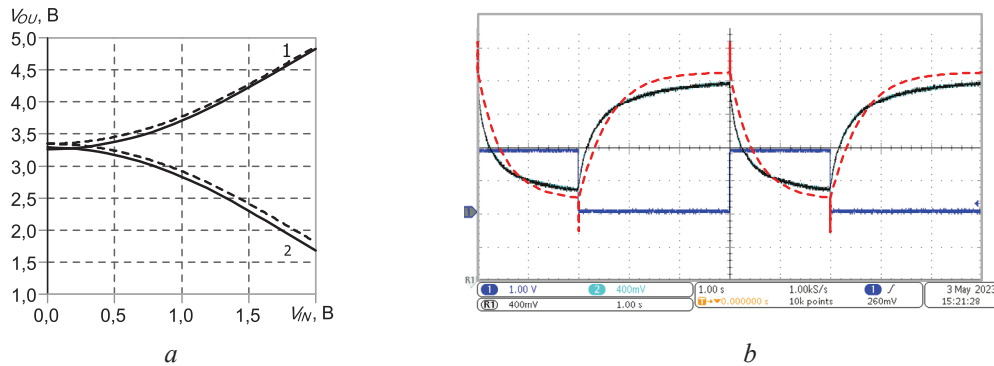 V_OU, В
5,0
4,5
4,0
3,5
3,0
2,5
2,0
1,5
1,0
1
2
0,0 0,5 1,0 1,5 V_IN, В
a
1
R1
1 1.00 V 2 400mV
R1 400mV 1.00 s
1.00 s 1.00kS/s 1
T→▼0.000000 s 10k points 260mV
3 May 2023
15:21:28
b